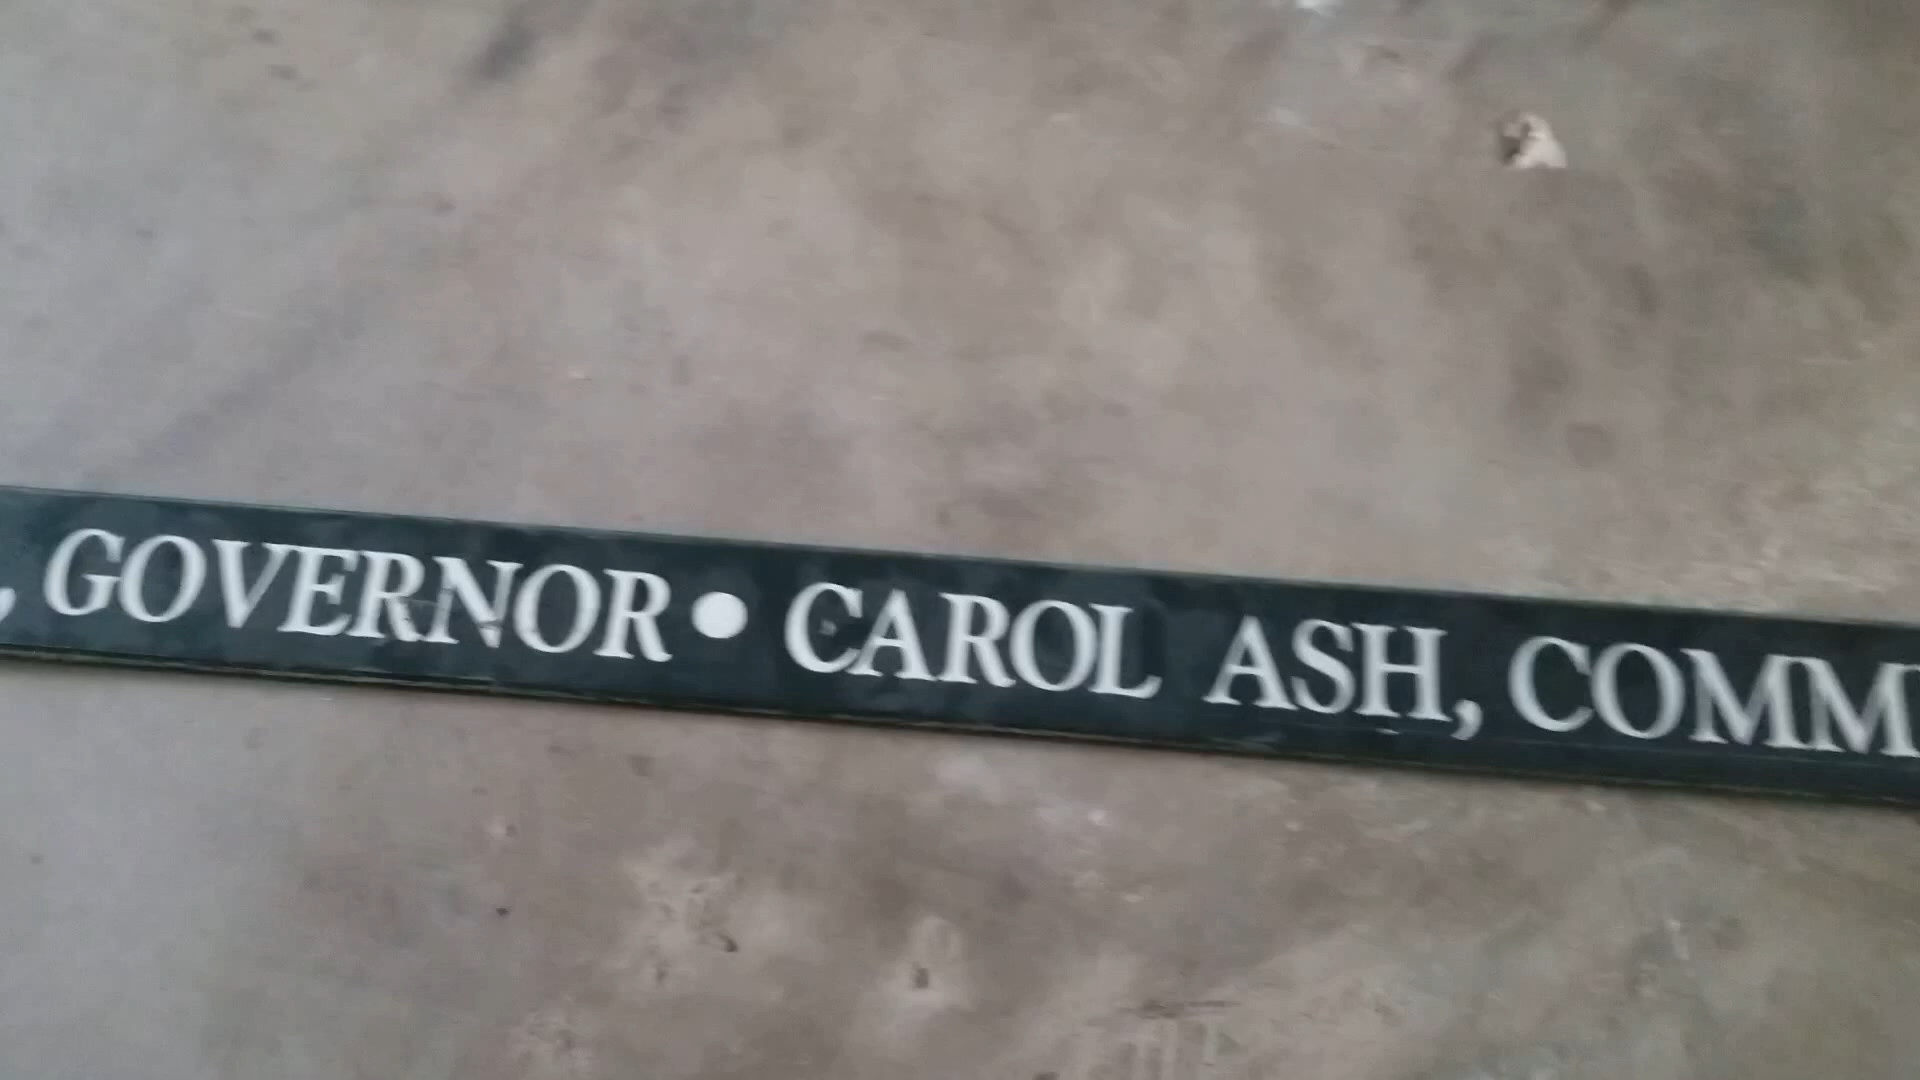 , GOVERNOR • CAROL ASH, COMM